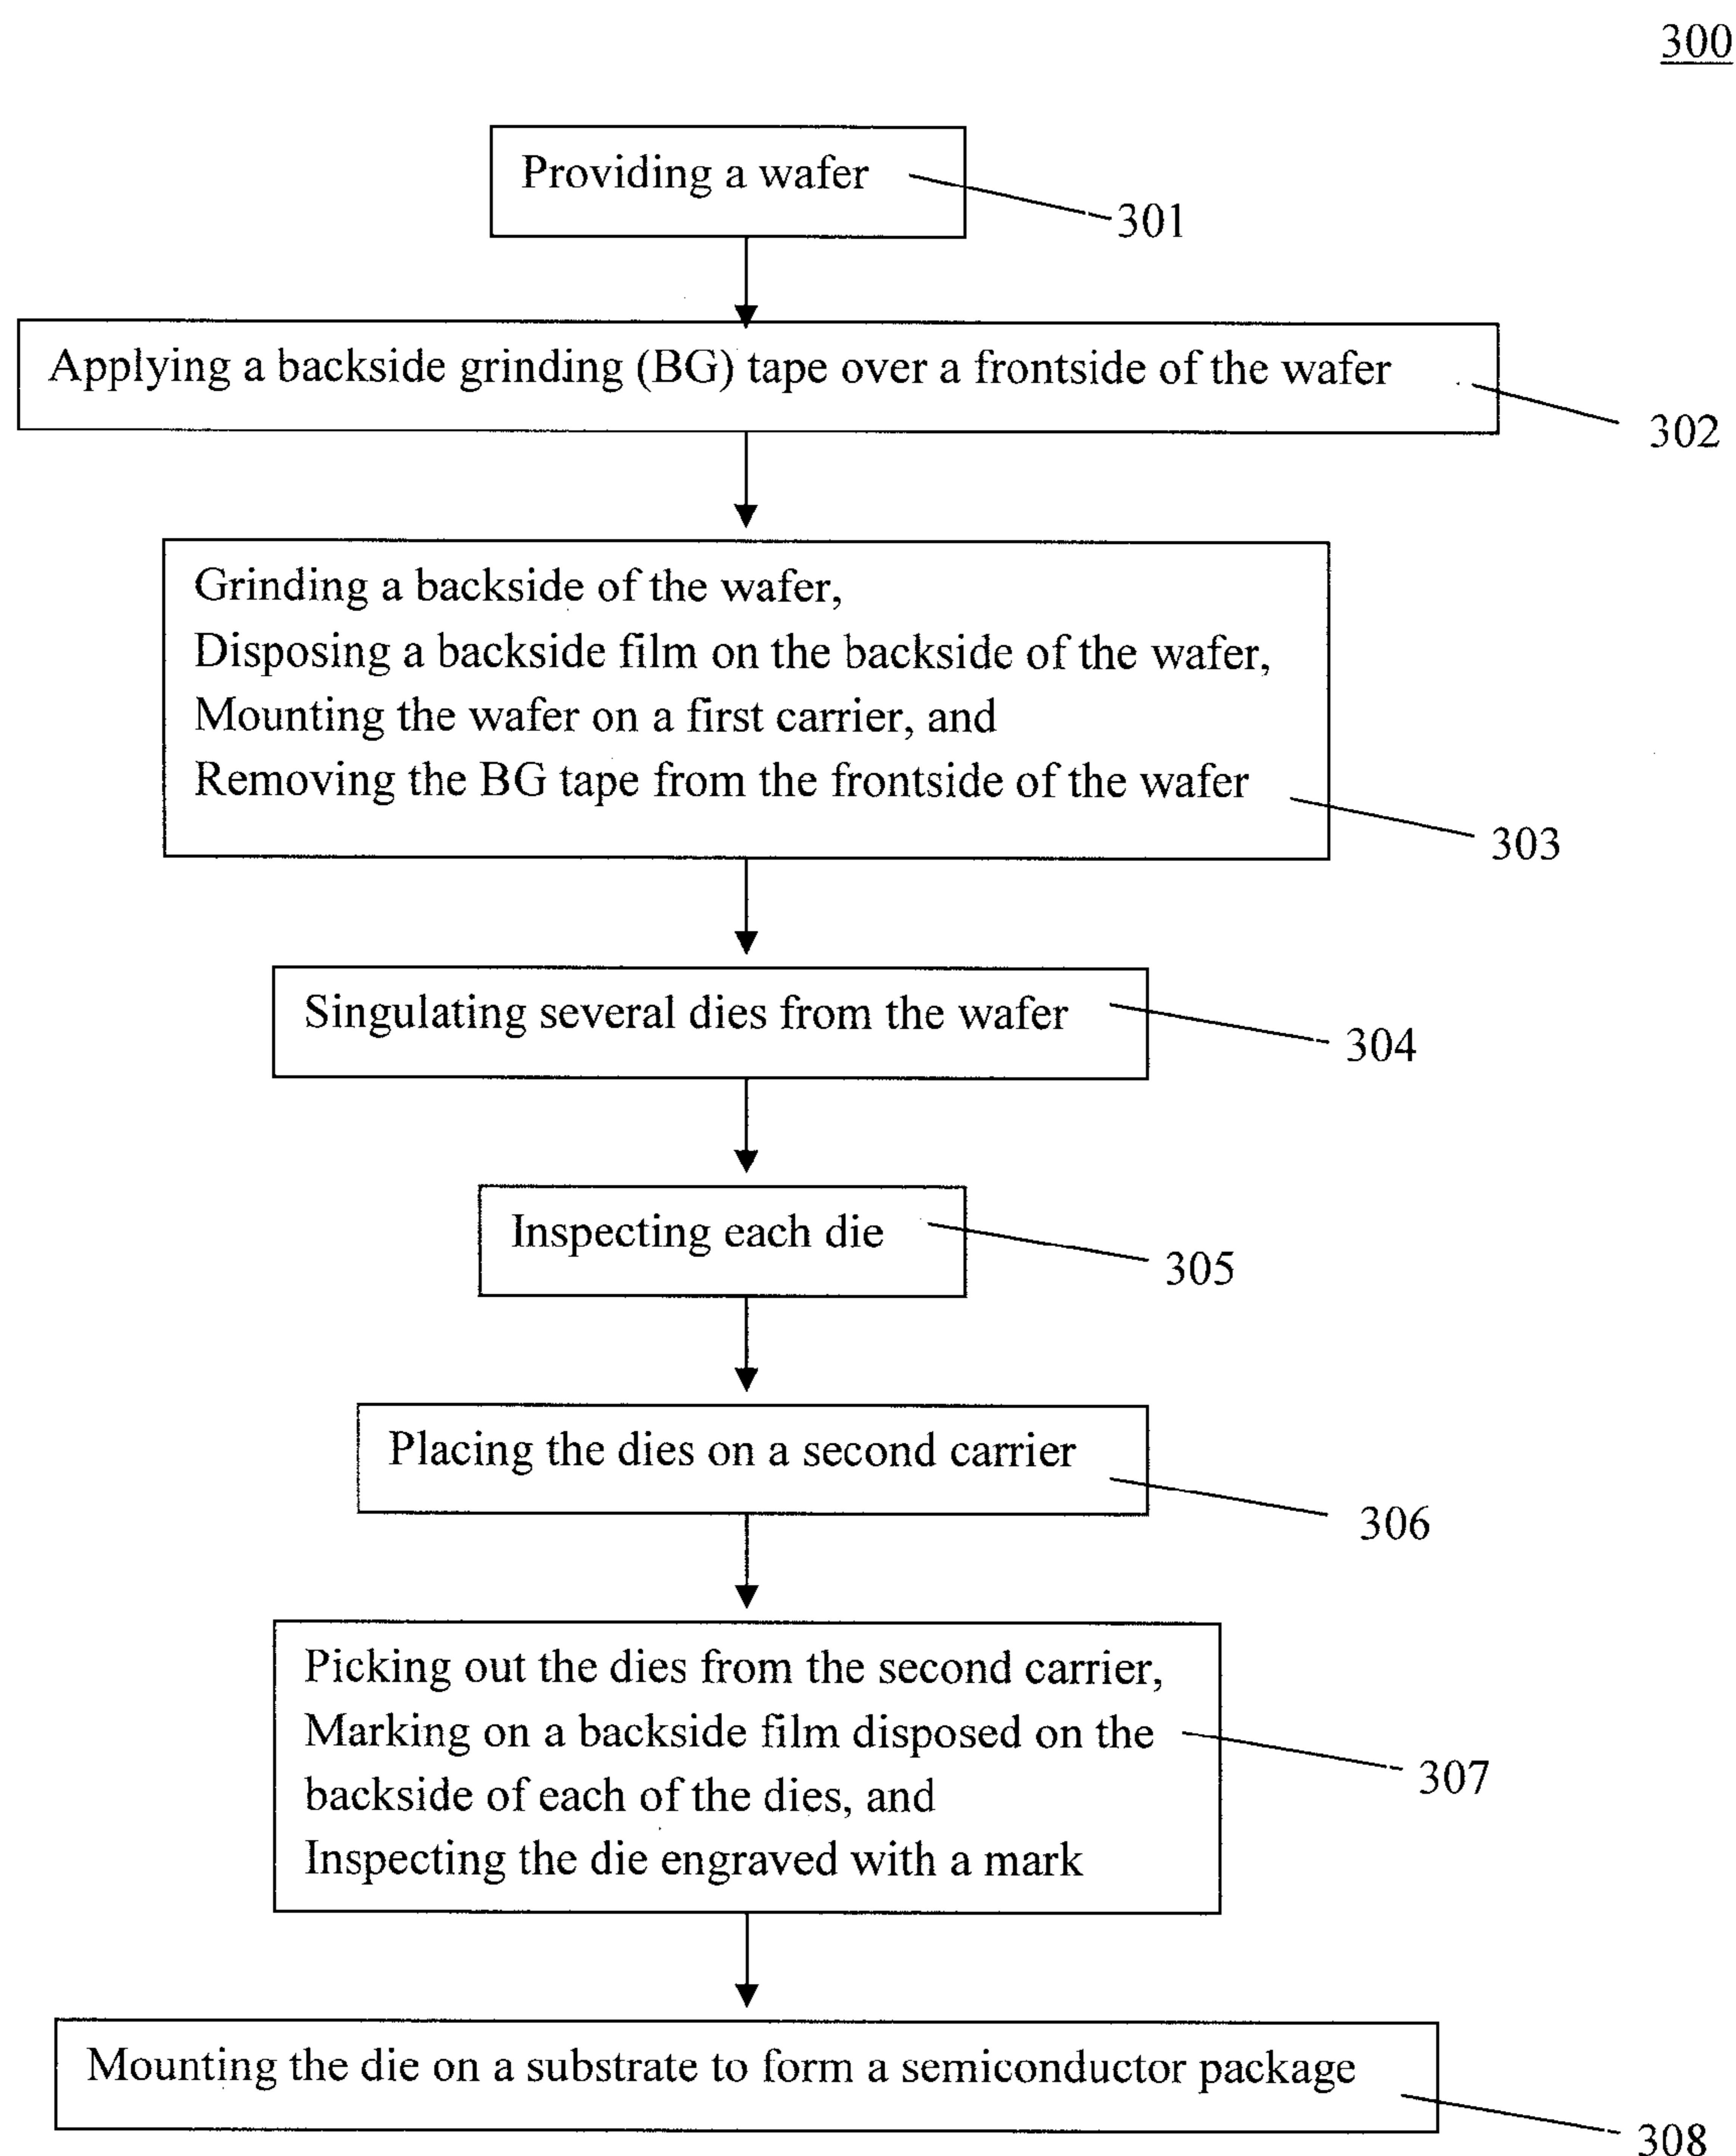 300
Providing a wafer
301
Applying a backside grinding (BG) tape over a frontside of the wafer
302
Grinding a backside of the wafer,
Disposing a backside film on the backside of the wafer,
Mounting the wafer on a first carrier, and
Removing the BG tape from the frontside of the wafer
303
Singulating several dies from the wafer
304
Inspecting each die
305
Placing the dies on a second carrier
306
Picking out the dies from the second carrier,
Marking on a backside film disposed on the
backside of each of the dies, and
Inspecting the die engraved with a mark
307
Mounting the die on a substrate to form a semiconductor package
308